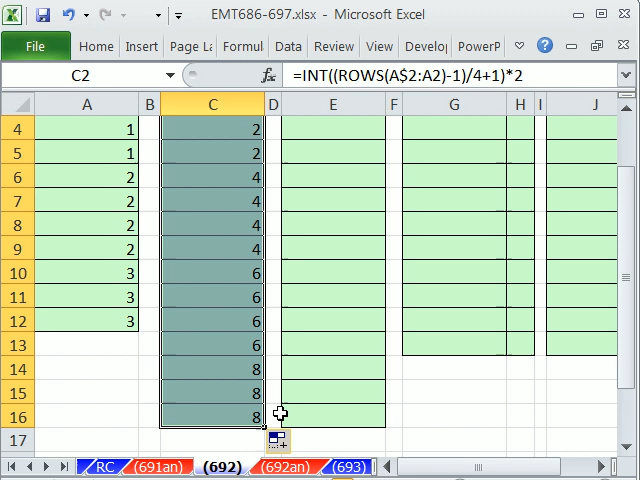 EMT686-697.xlsx - Microsoft Excel
File Home Insert Page La Formul Data Review View Develo PowerP
C2 fx =INT((ROWS(A$2:A2)-1)/4+1)*2
A B C D E F G H I J
4 1 2
5 1 2
6 2 4
7 2 4
8 2 4
9 2 4
10 3 6
11 3 6
12 3 6
13 6
14 8
15 8
16 8
17
RC (691an) (692) (692an) (693)